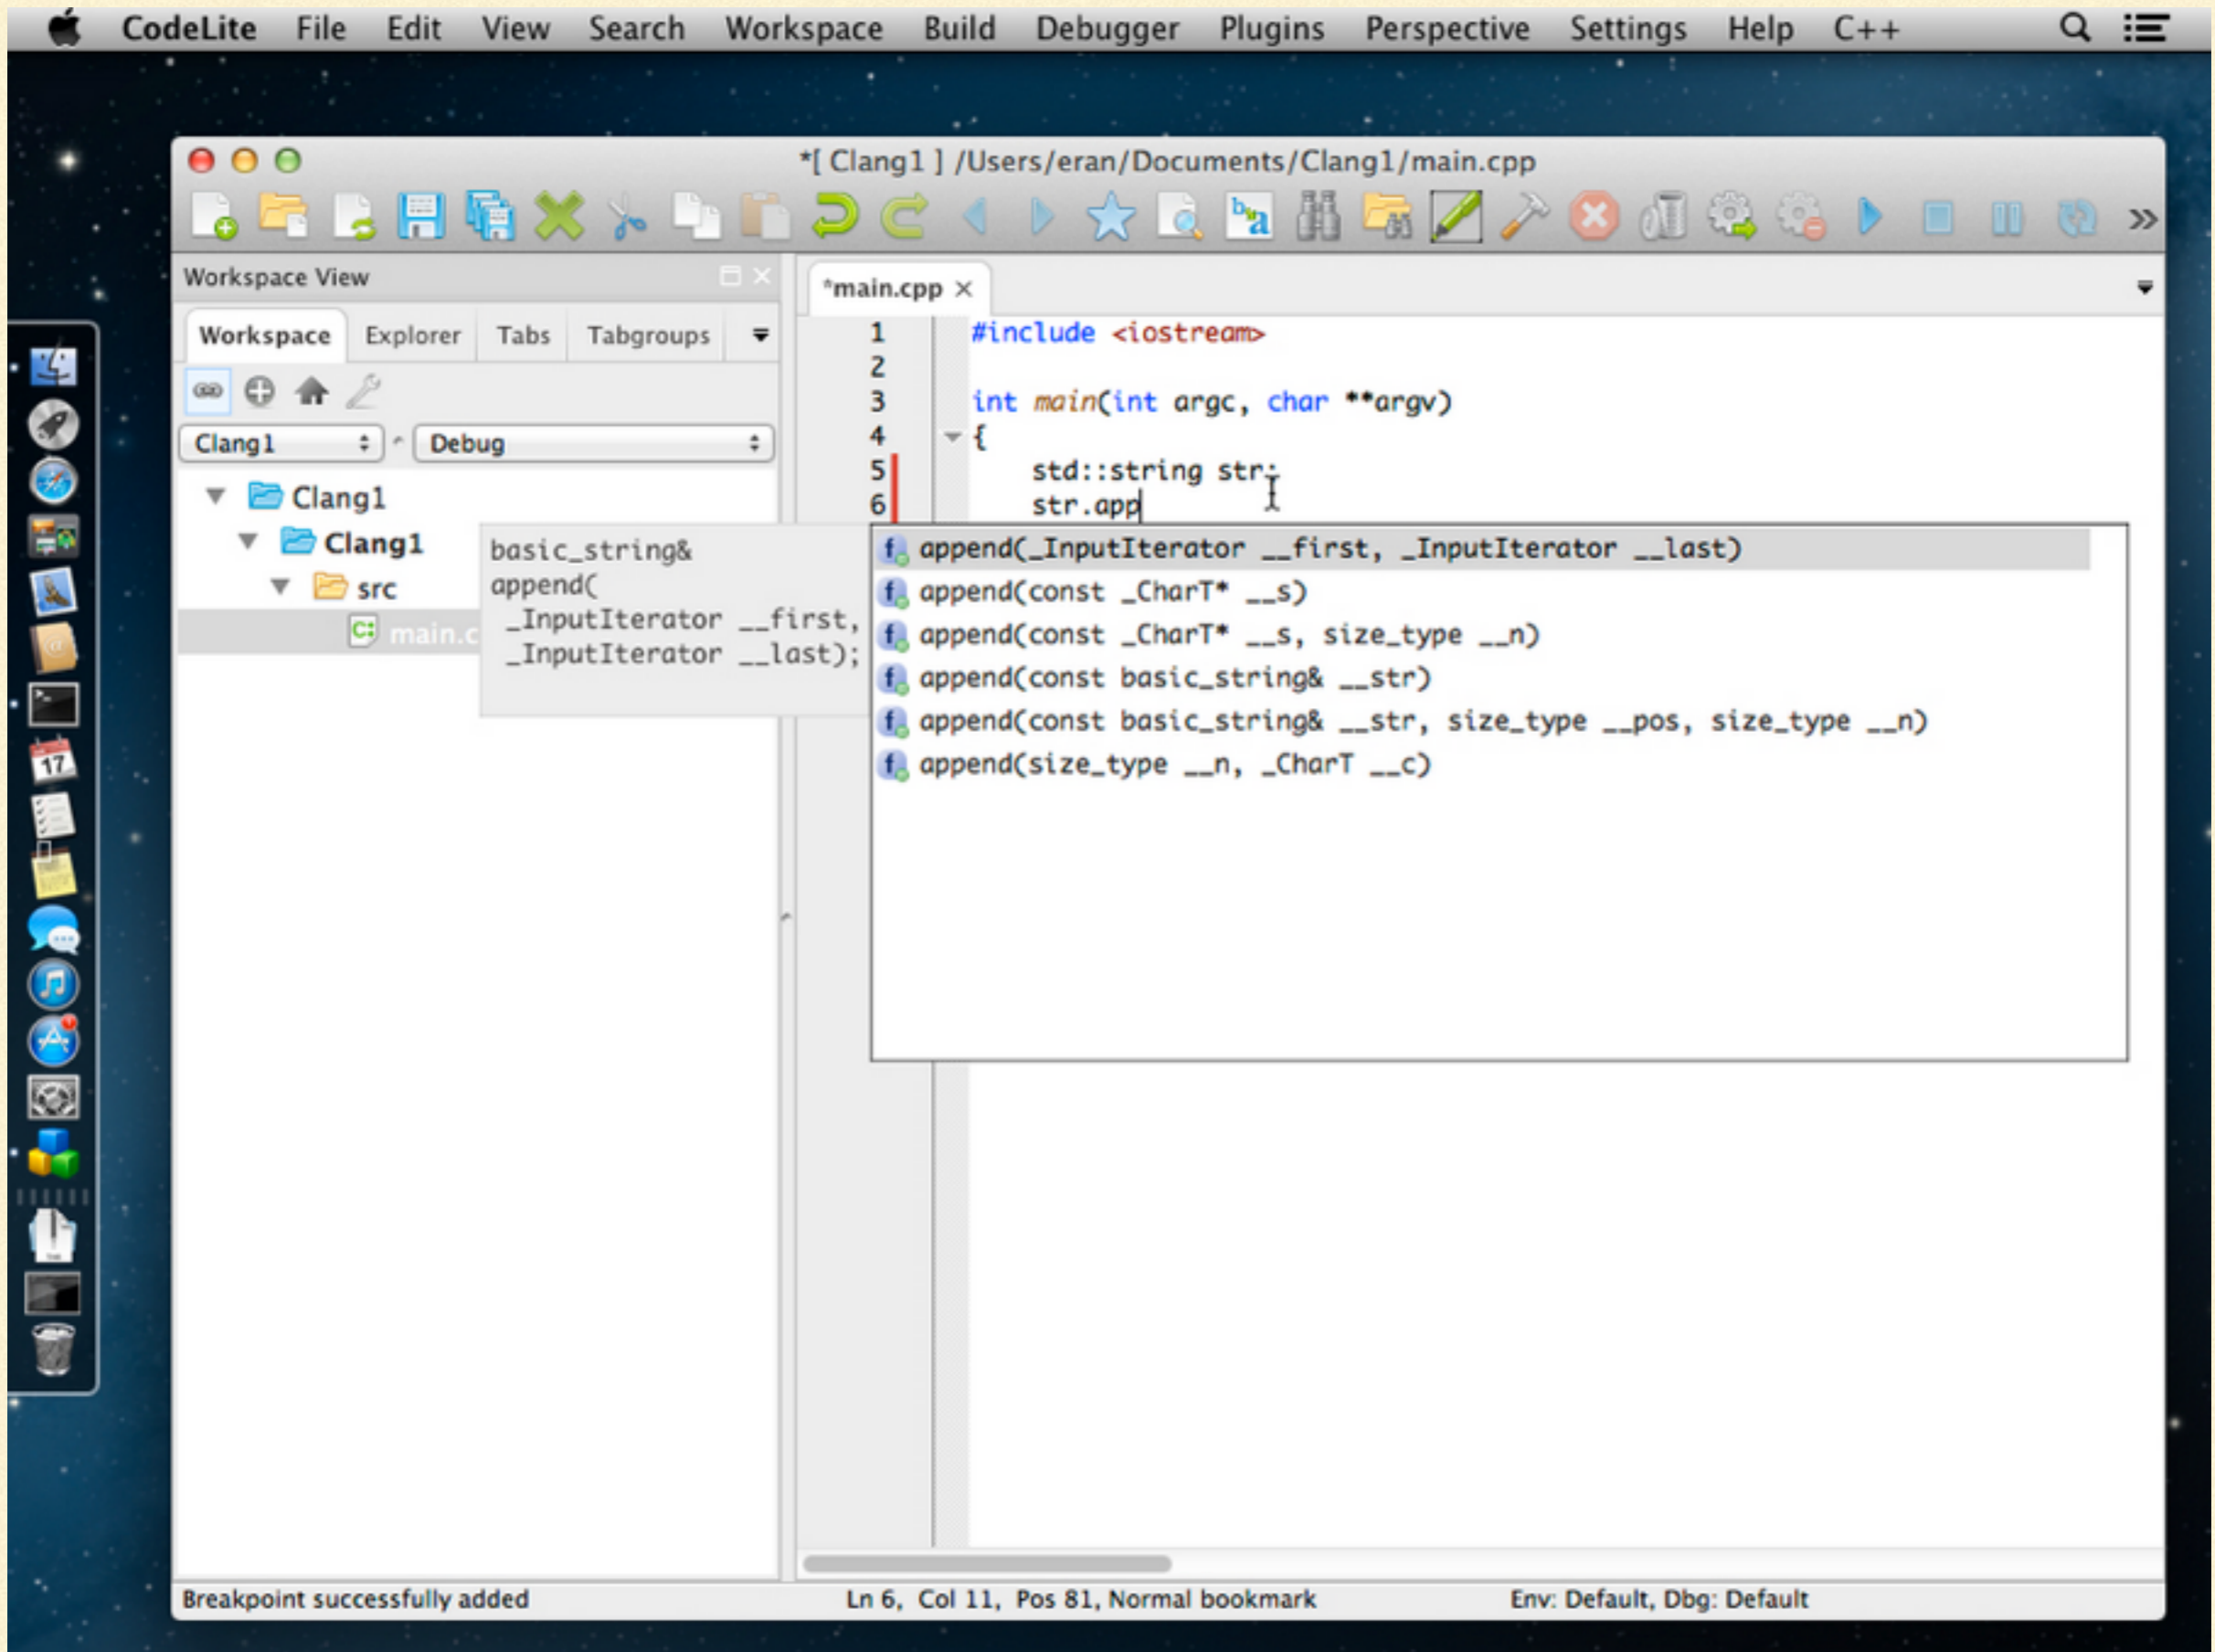 CodeLite File Edit View Search Workspace Build Debugger Plugins Perspective Settings Help C++
*[ Clang1 ] /Users/eran/Documents/Clang1/main.cpp
Workspace View
Workspace Explorer Tabs Tabgroups
Clang1 Debug
Clang1
Clang1
src
main.c
*main.cpp
1 #include <iostream>
2
3 int main(int argc, char **argv)
4 {
5 std::string str;
6 str.app
basic_string&
append(
_InputIterator __first,
_InputIterator __last);
append(_InputIterator __first, _InputIterator __last)
append(const _CharT* __s)
append(const _CharT* __s, size_type __n)
append(const basic_string& __str)
append(const basic_string& __str, size_type __pos, size_type __n)
append(size_type __n, _CharT __c)
17
Breakpoint successfully added Ln 6, Col 11, Pos 81, Normal bookmark Env: Default, Dbg: Default